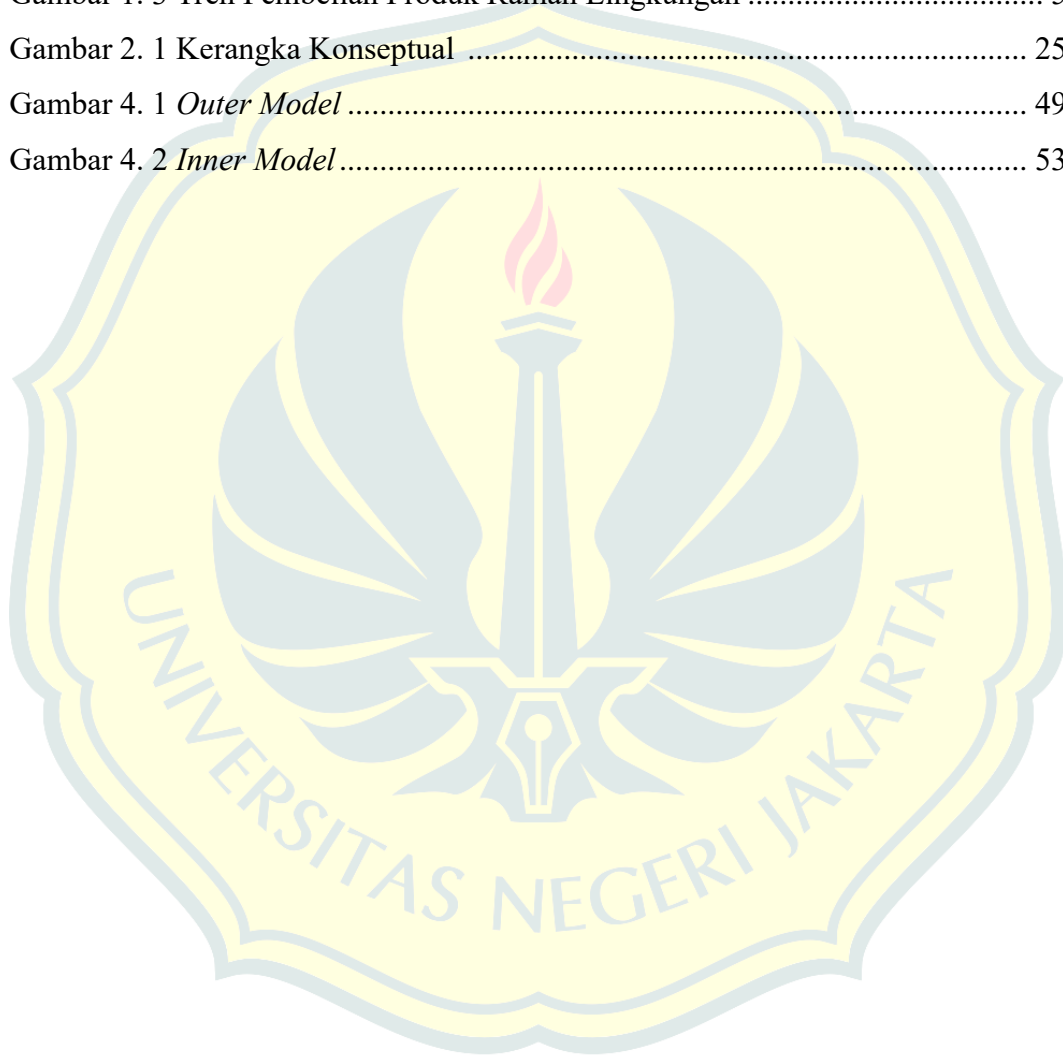 Gambar 1. 3 Tren Pembelian Produk Ramah Lingkungan
Gambar 2. 1 Kerangka Konseptual ............................................................ 25
Gambar 4. 1 Outer Model ........................................................................ 49
Gambar 4. 2 Inner Model ......................................................................... 53
UNIVERSITAS NEGERI JAKARTA